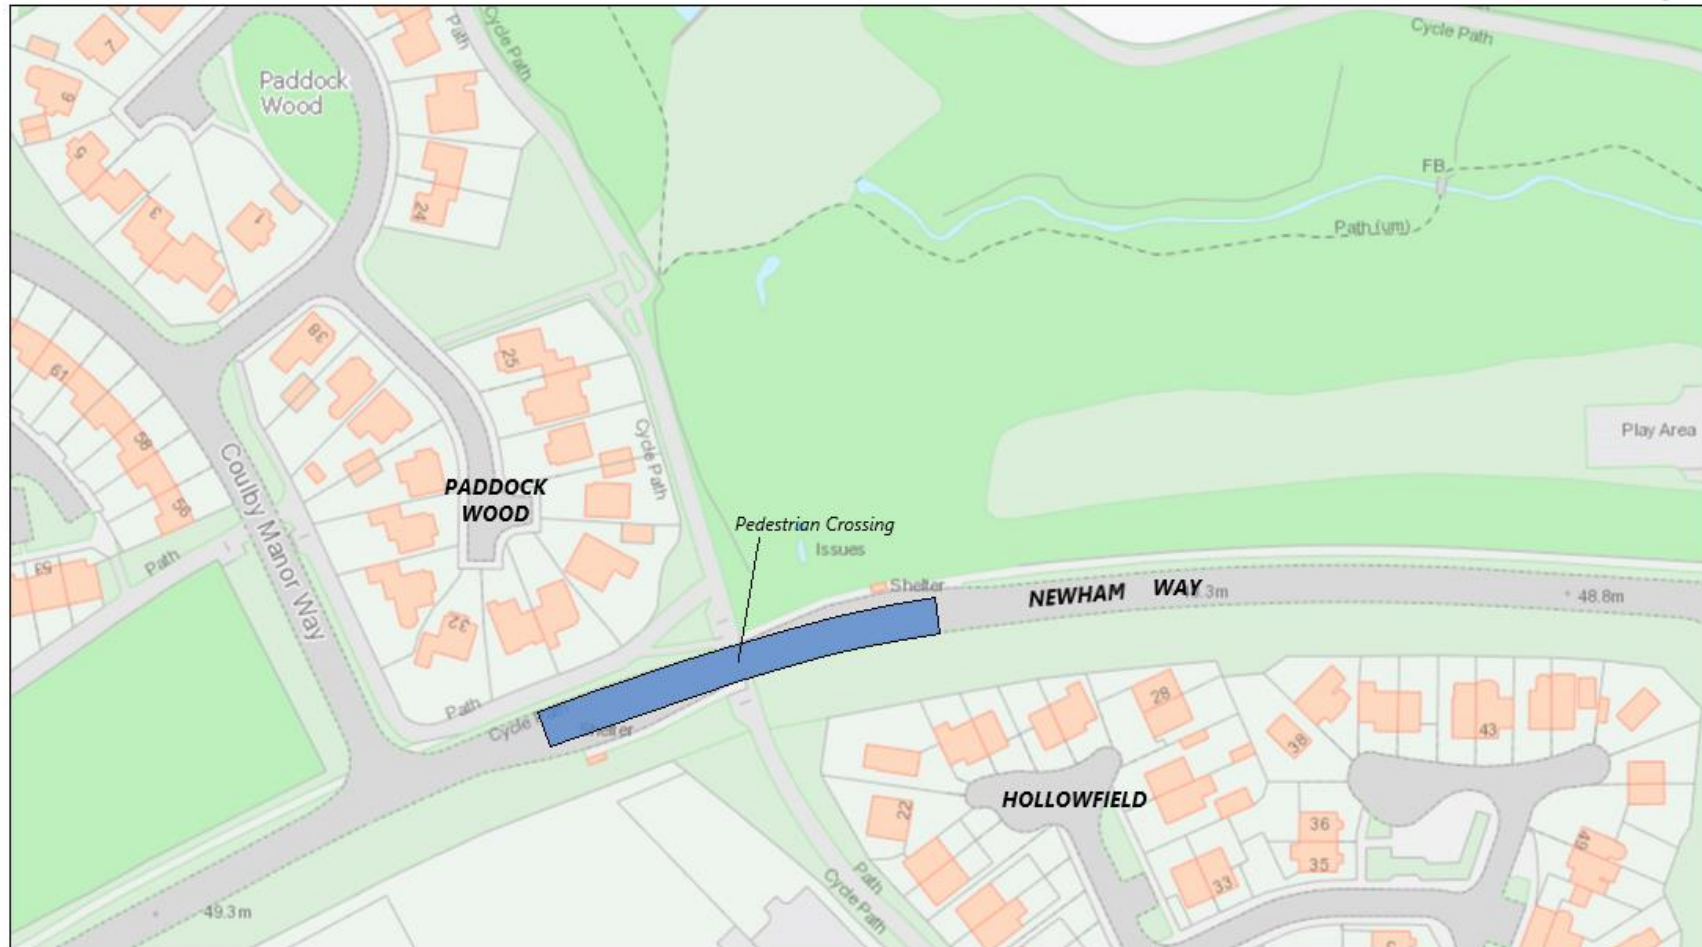 Cycle Path
Path
Cycle Path
7
Paddock
Wood
9
5
3
1
24
FB
Path (um)
38
25
61
58
56
Cycle Path
Play Area
Coulby Manor Way
PADDOCK
WOOD
Pedestrian Crossing
Issues
Path
53
Shelter
NEWHAM WAY
48.8m
32
Path
Cycle
28
38
43
HOLLOWFIELD
22
36
35
33
49
Path
Cycle Path
49.3m